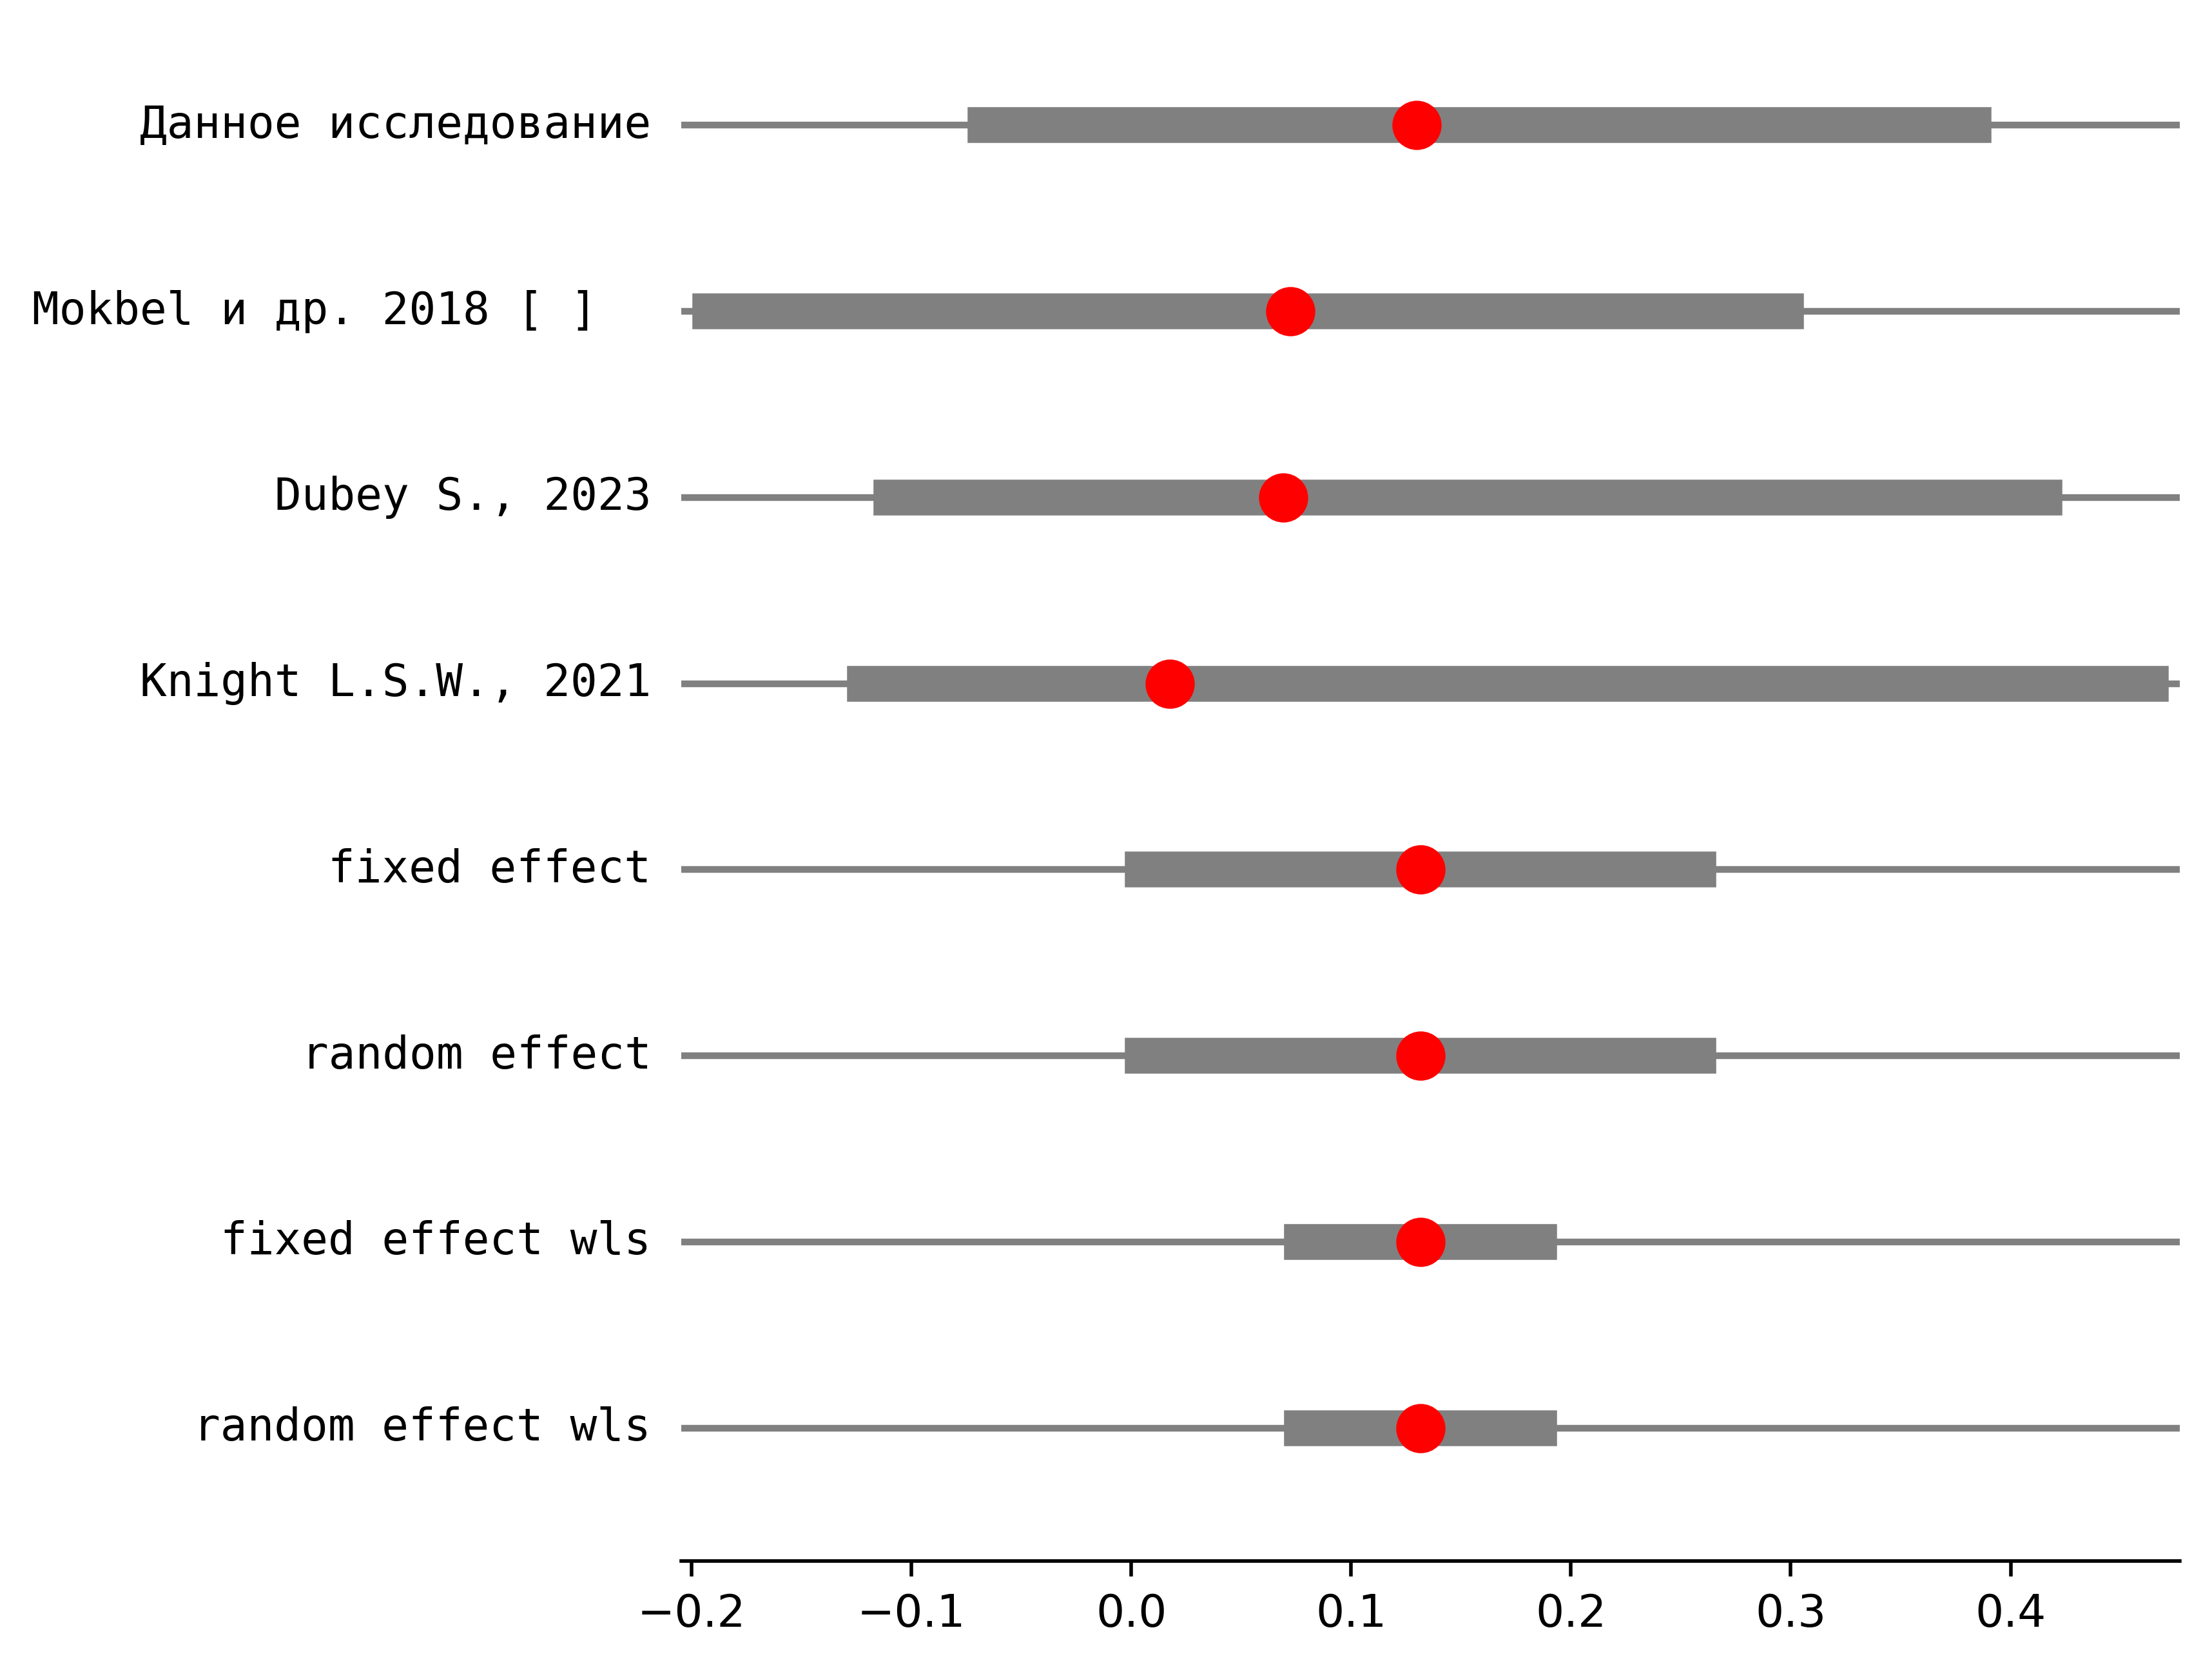 Данное исследование
Mokbel и др. 2018 [ ]
Dubey S., 2023
Knight L.S.W., 2021
fixed effect
random effect
fixed effect wls
random effect wls
−0.2 −0.1 0.0 0.1 0.2 0.3 0.4